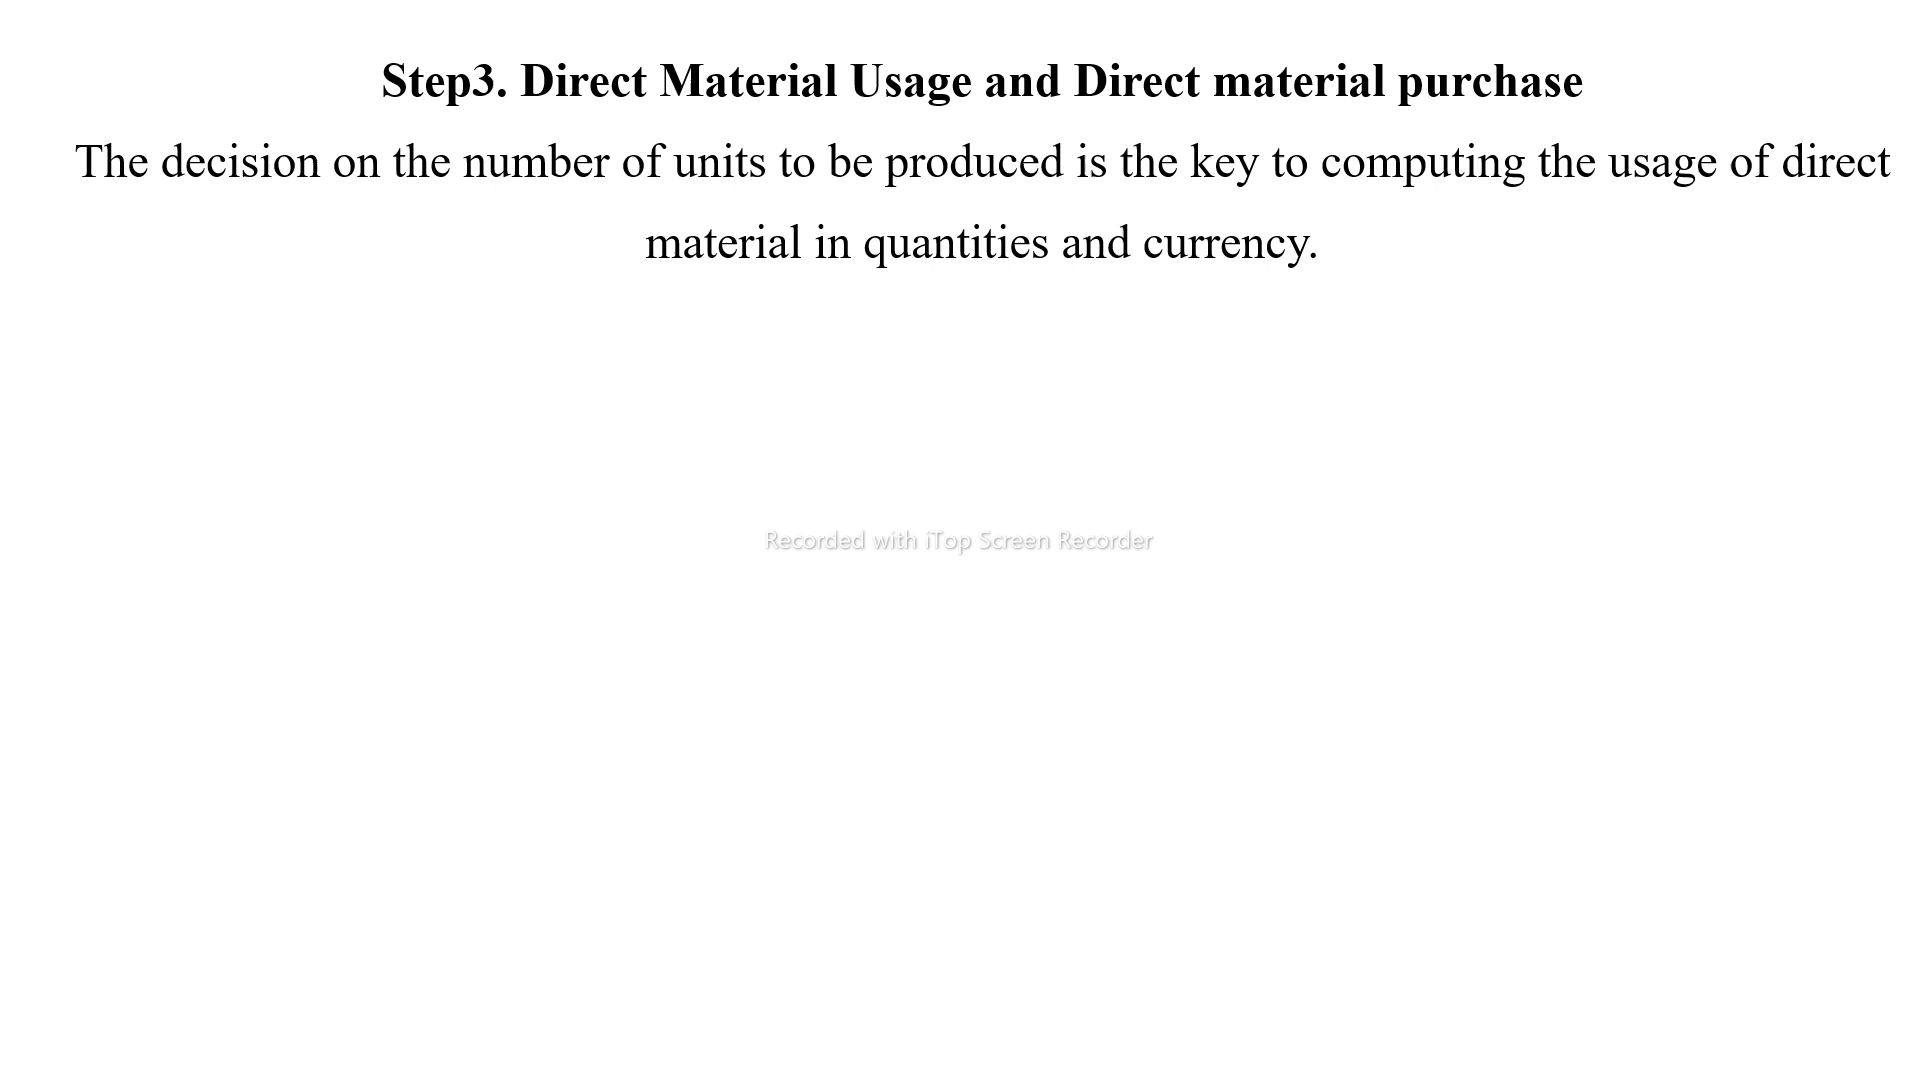 Step3. Direct Material Usage and Direct material purchase
The decision on the number of units to be produced is the key to computing the usage of direct
material in quantities and currency.
Recorded with iTop Screen Recorder